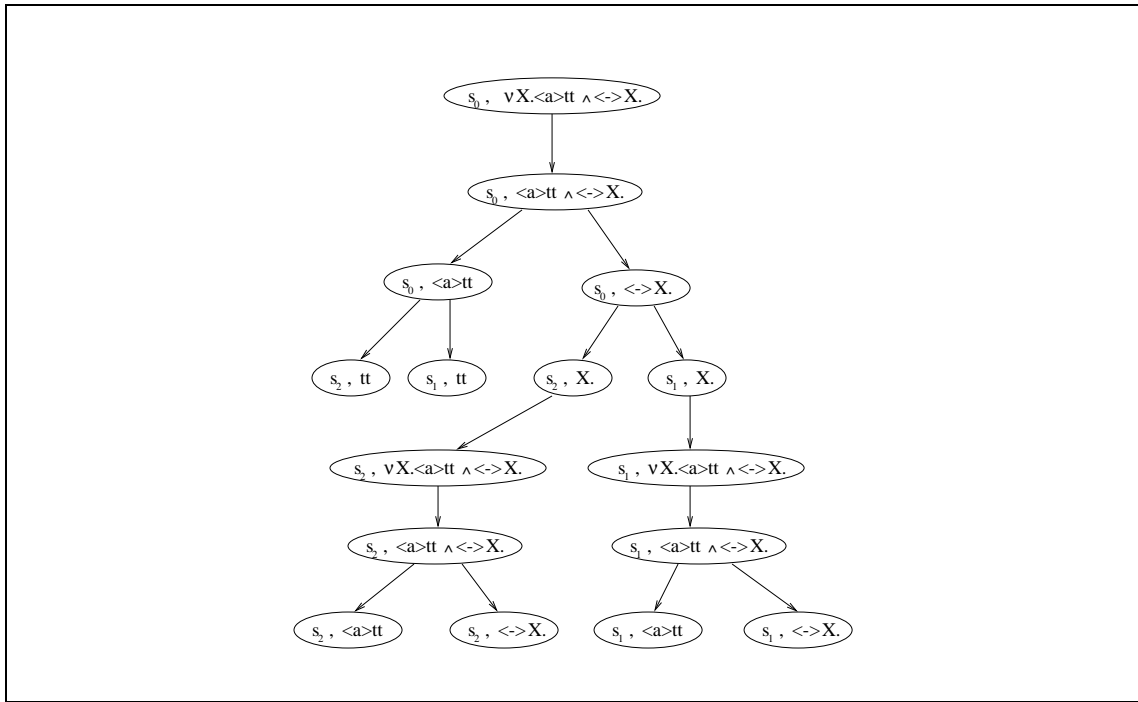 s₀ , νX.<a>tt ∧<->X.
s₀ , <a>tt ∧<->X.
s₀ , <a>tt
s₀ , <->X.
s₂ , tt
s₁ , tt
s₂ , X.
s₁ , X.
s₂ , νX.<a>tt ∧<->X.
s₁ , νX.<a>tt ∧<->X.
s₂ , <a>tt ∧<->X.
s₁ , <a>tt ∧<->X.
s₂ , <a>tt
s₂ , <->X.
s₁ , <a>tt
s₁ , <->X.